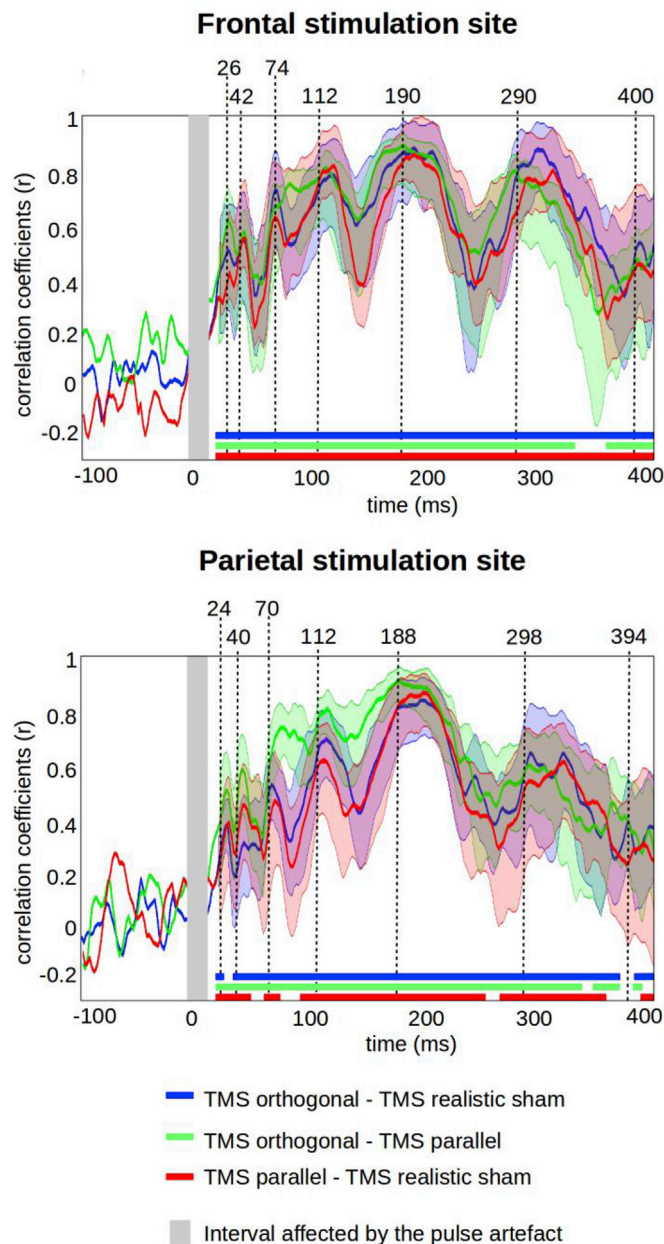 Frontal stimulation site
26 74
42 112 190 290 400
1
0.8
0.6
0.4
0.2
0
-0.2
correlation coefficients (r)
-100 0 100 200 300 400
time (ms)
Parietal stimulation site
24 70
40 112 188 298 394
1
0.8
0.6
0.4
0.2
0
-0.2
correlation coefficients (r)
-100 0 100 200 300 400
time (ms)
TMS orthogonal - TMS realistic sham
TMS orthogonal - TMS parallel
TMS parallel - TMS realistic sham
Interval affected by the pulse artefact